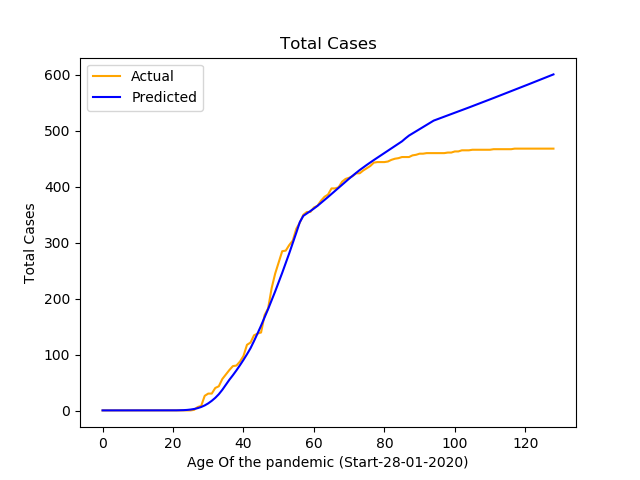 Total Cases
Actual
Predicted
600
500
400
300
200
100
0
Total Cases
0 20 40 60 80 100 120
Age Of the pandemic (Start-28-01-2020)